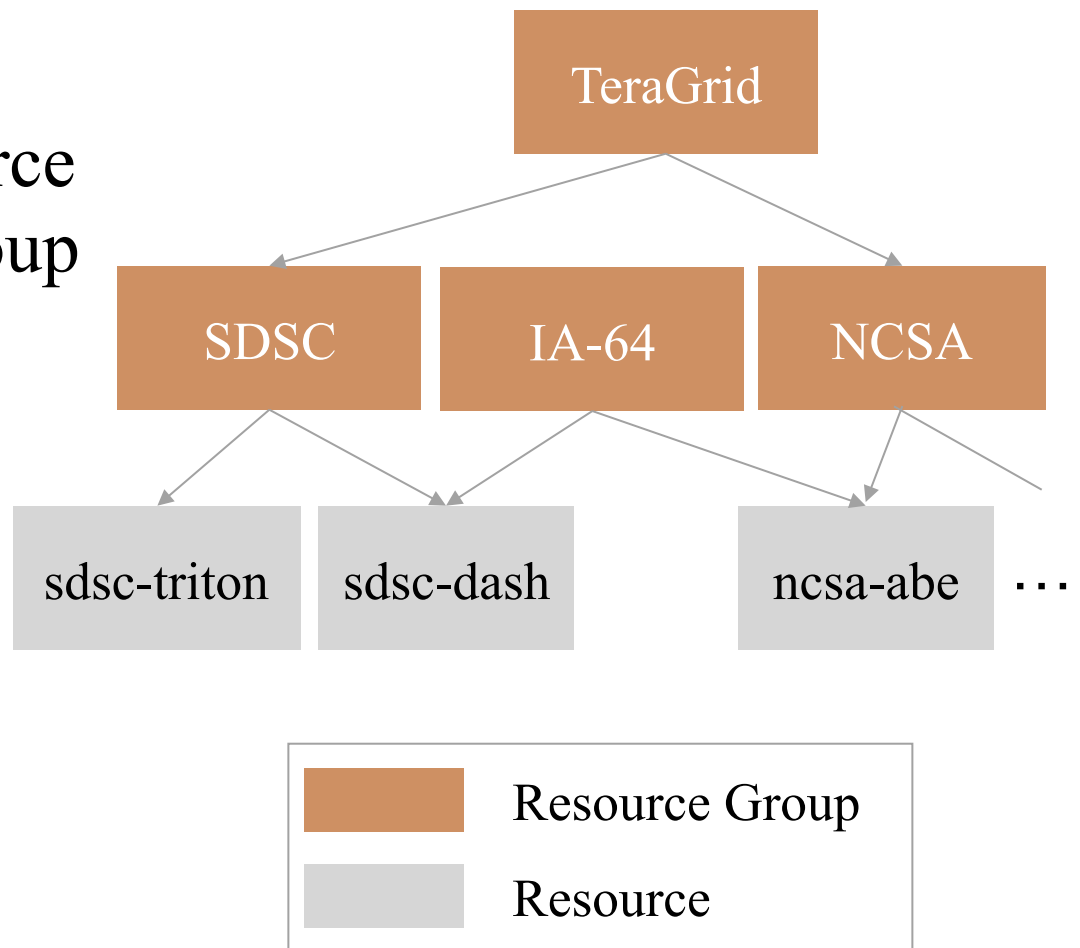 TeraGrid
SDSC IA-64 NCSA
sdsc-triton sdsc-dash ncsa-abe ...
Resource Group
Resource